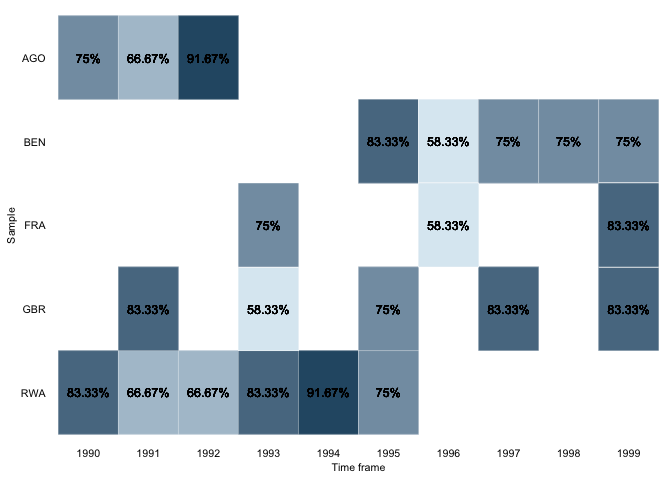 AGO 75% 66.67% 91.67%
BEN 83.33% 58.33% 75% 75% 75%
Sample
FRA 75% 58.33% 83.33%
GBR 83.33% 58.33% 75% 83.33% 83.33%
RWA 83.33% 66.67% 66.67% 83.33% 91.67% 75%
1990 1991 1992 1993 1994 1995 1996 1997 1998 1999
Time frame